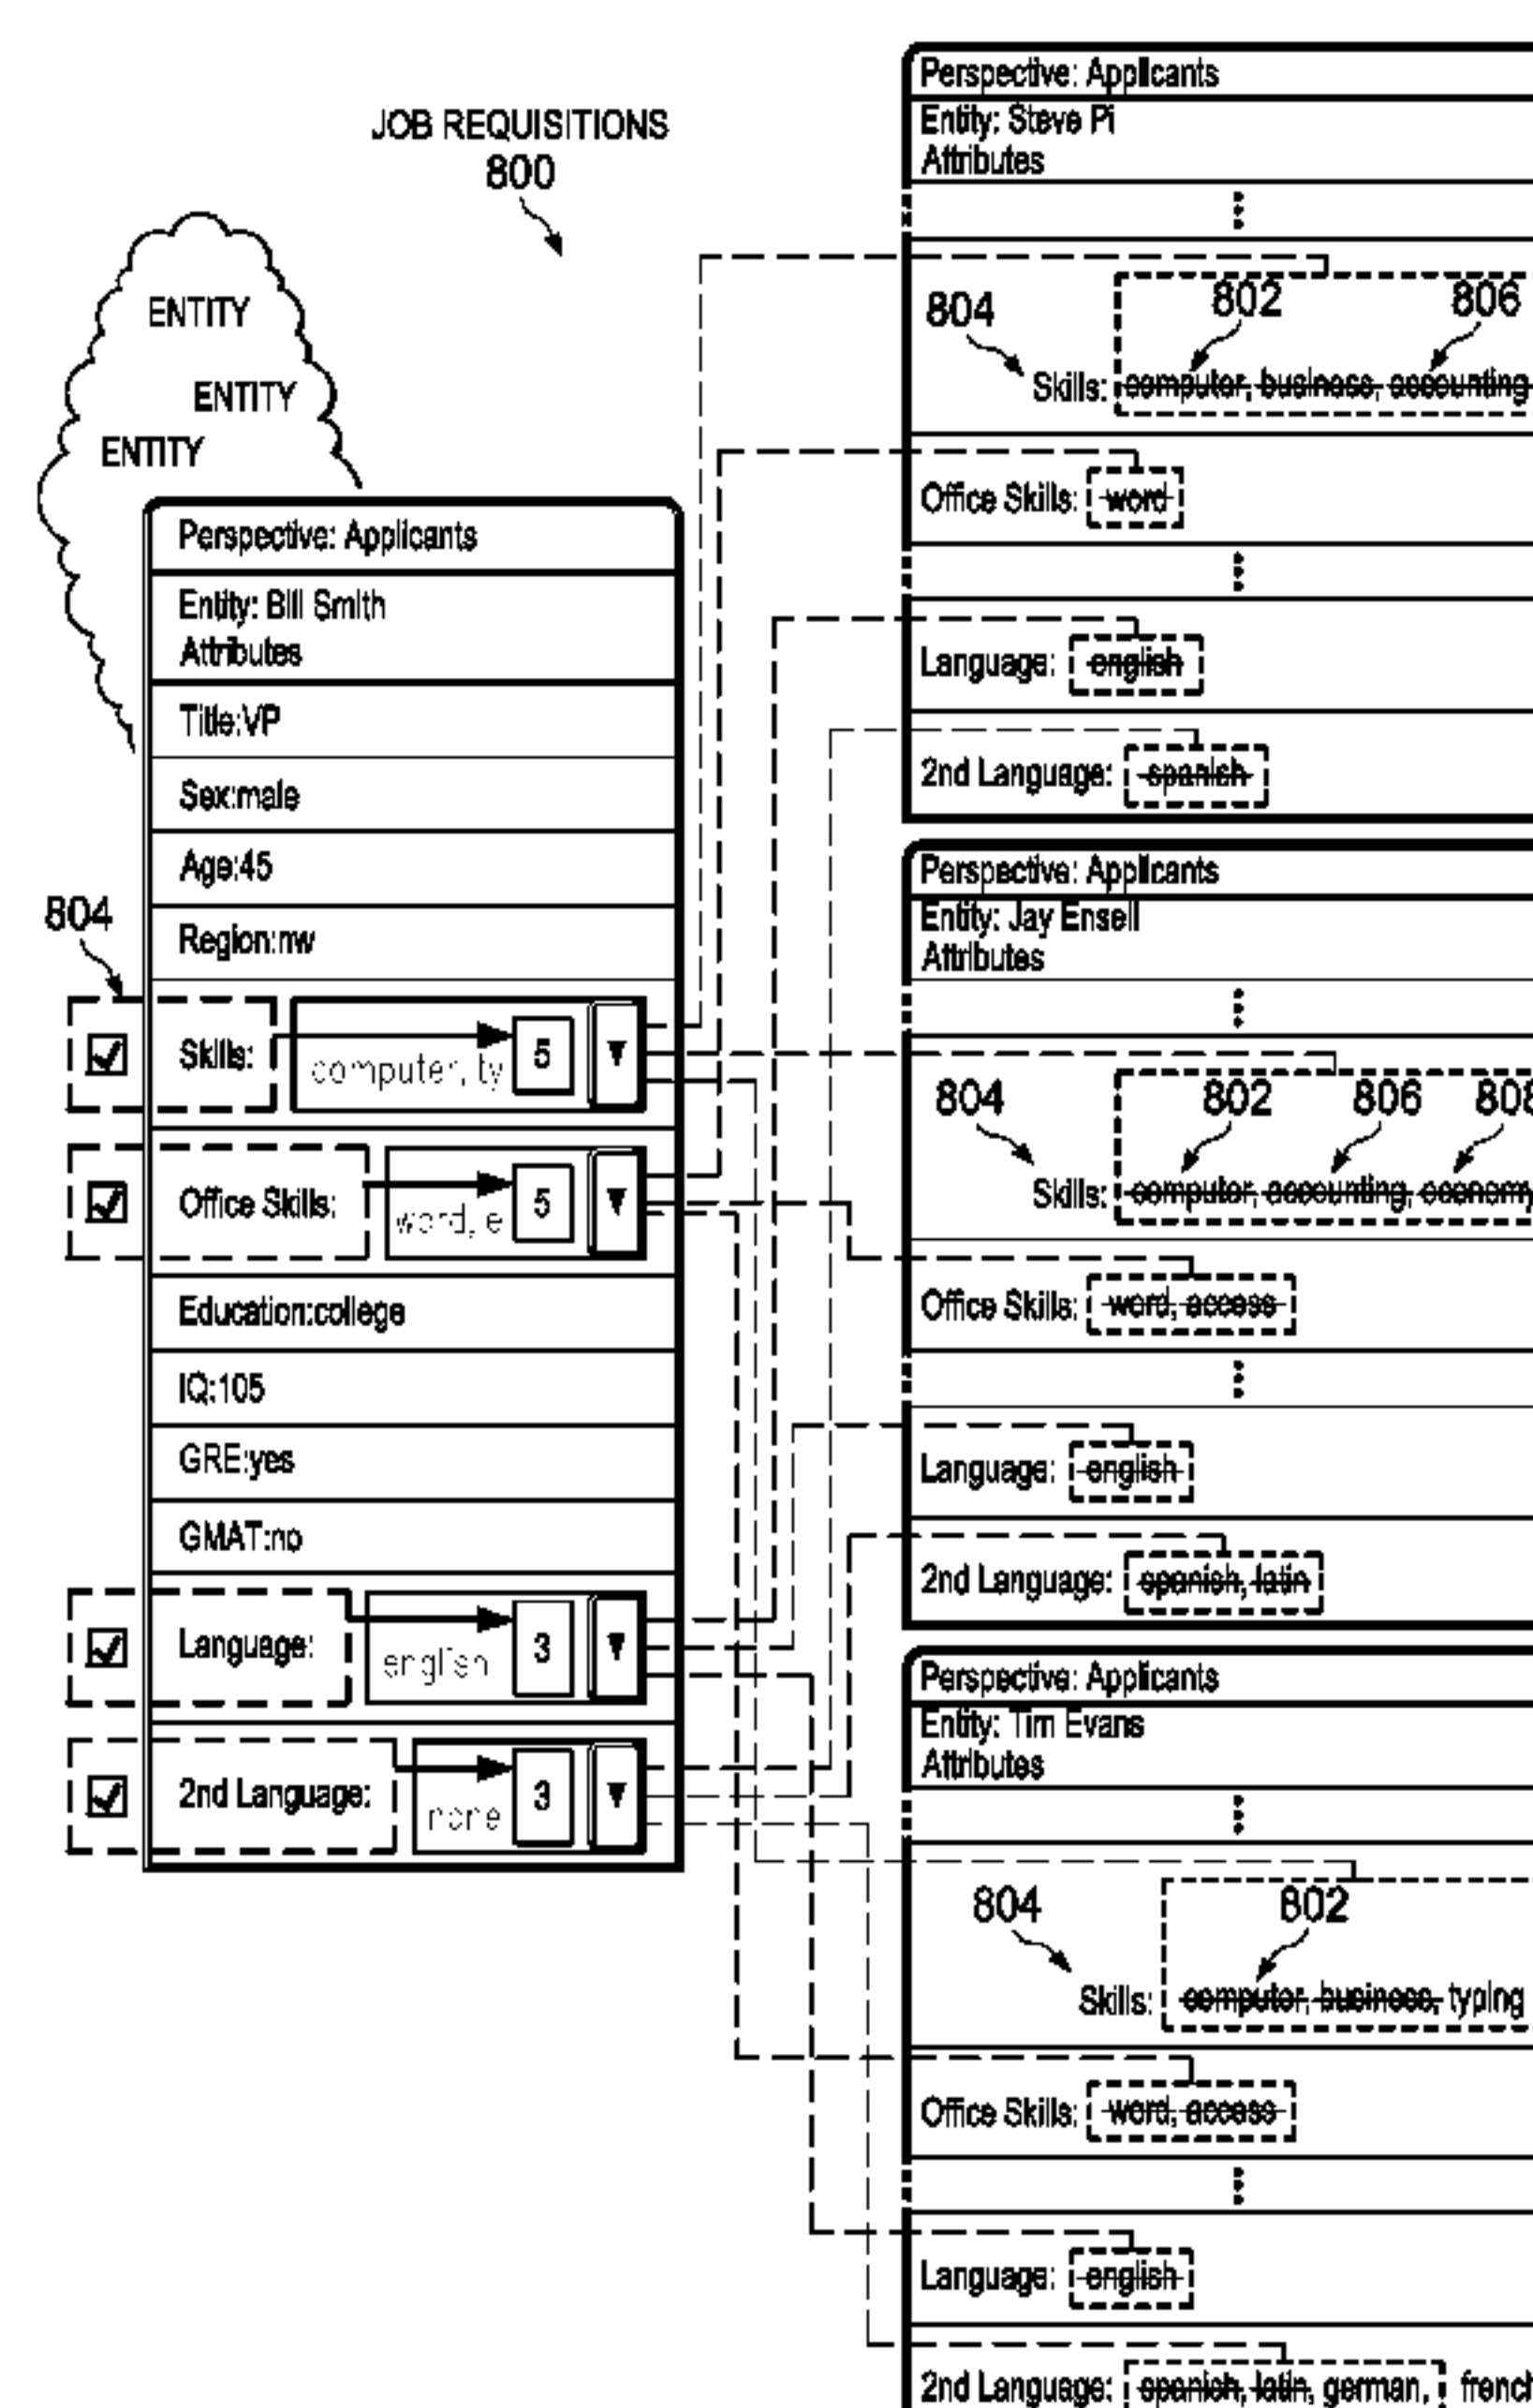 JOB REQUISITIONS
800
ENTITY
ENTITY
ENTITY
Perspective: Applicants
Entity: Bill Smith
Attributes
Title:VP
Sex:male
Age:45
Region:nw
804
Skills: computer, ty 5
Office Skills: word, e 5
Education:college
IQ:105
GRE:yes
GMAT:no
Language: english 3
2nd Language: none 3
Perspective: Applicants
Entity: Steve Pi
Attributes
804 802 806
Skills: computer, business, accounting
Office Skills: word
Language: english
2nd Language: spanish
Perspective: Applicants
Entity: Jay Ensell
Attributes
804 802 806 808
Skills: computer, accounting, econom
Office Skills: word, access
Language: english
2nd Language: spanish, latin
Perspective: Applicants
Entity: Tim Evans
Attributes
804 802
Skills: computer, business, typing
Office Skills: word, access
Language: english
2nd Language: spanish, latin, german, french